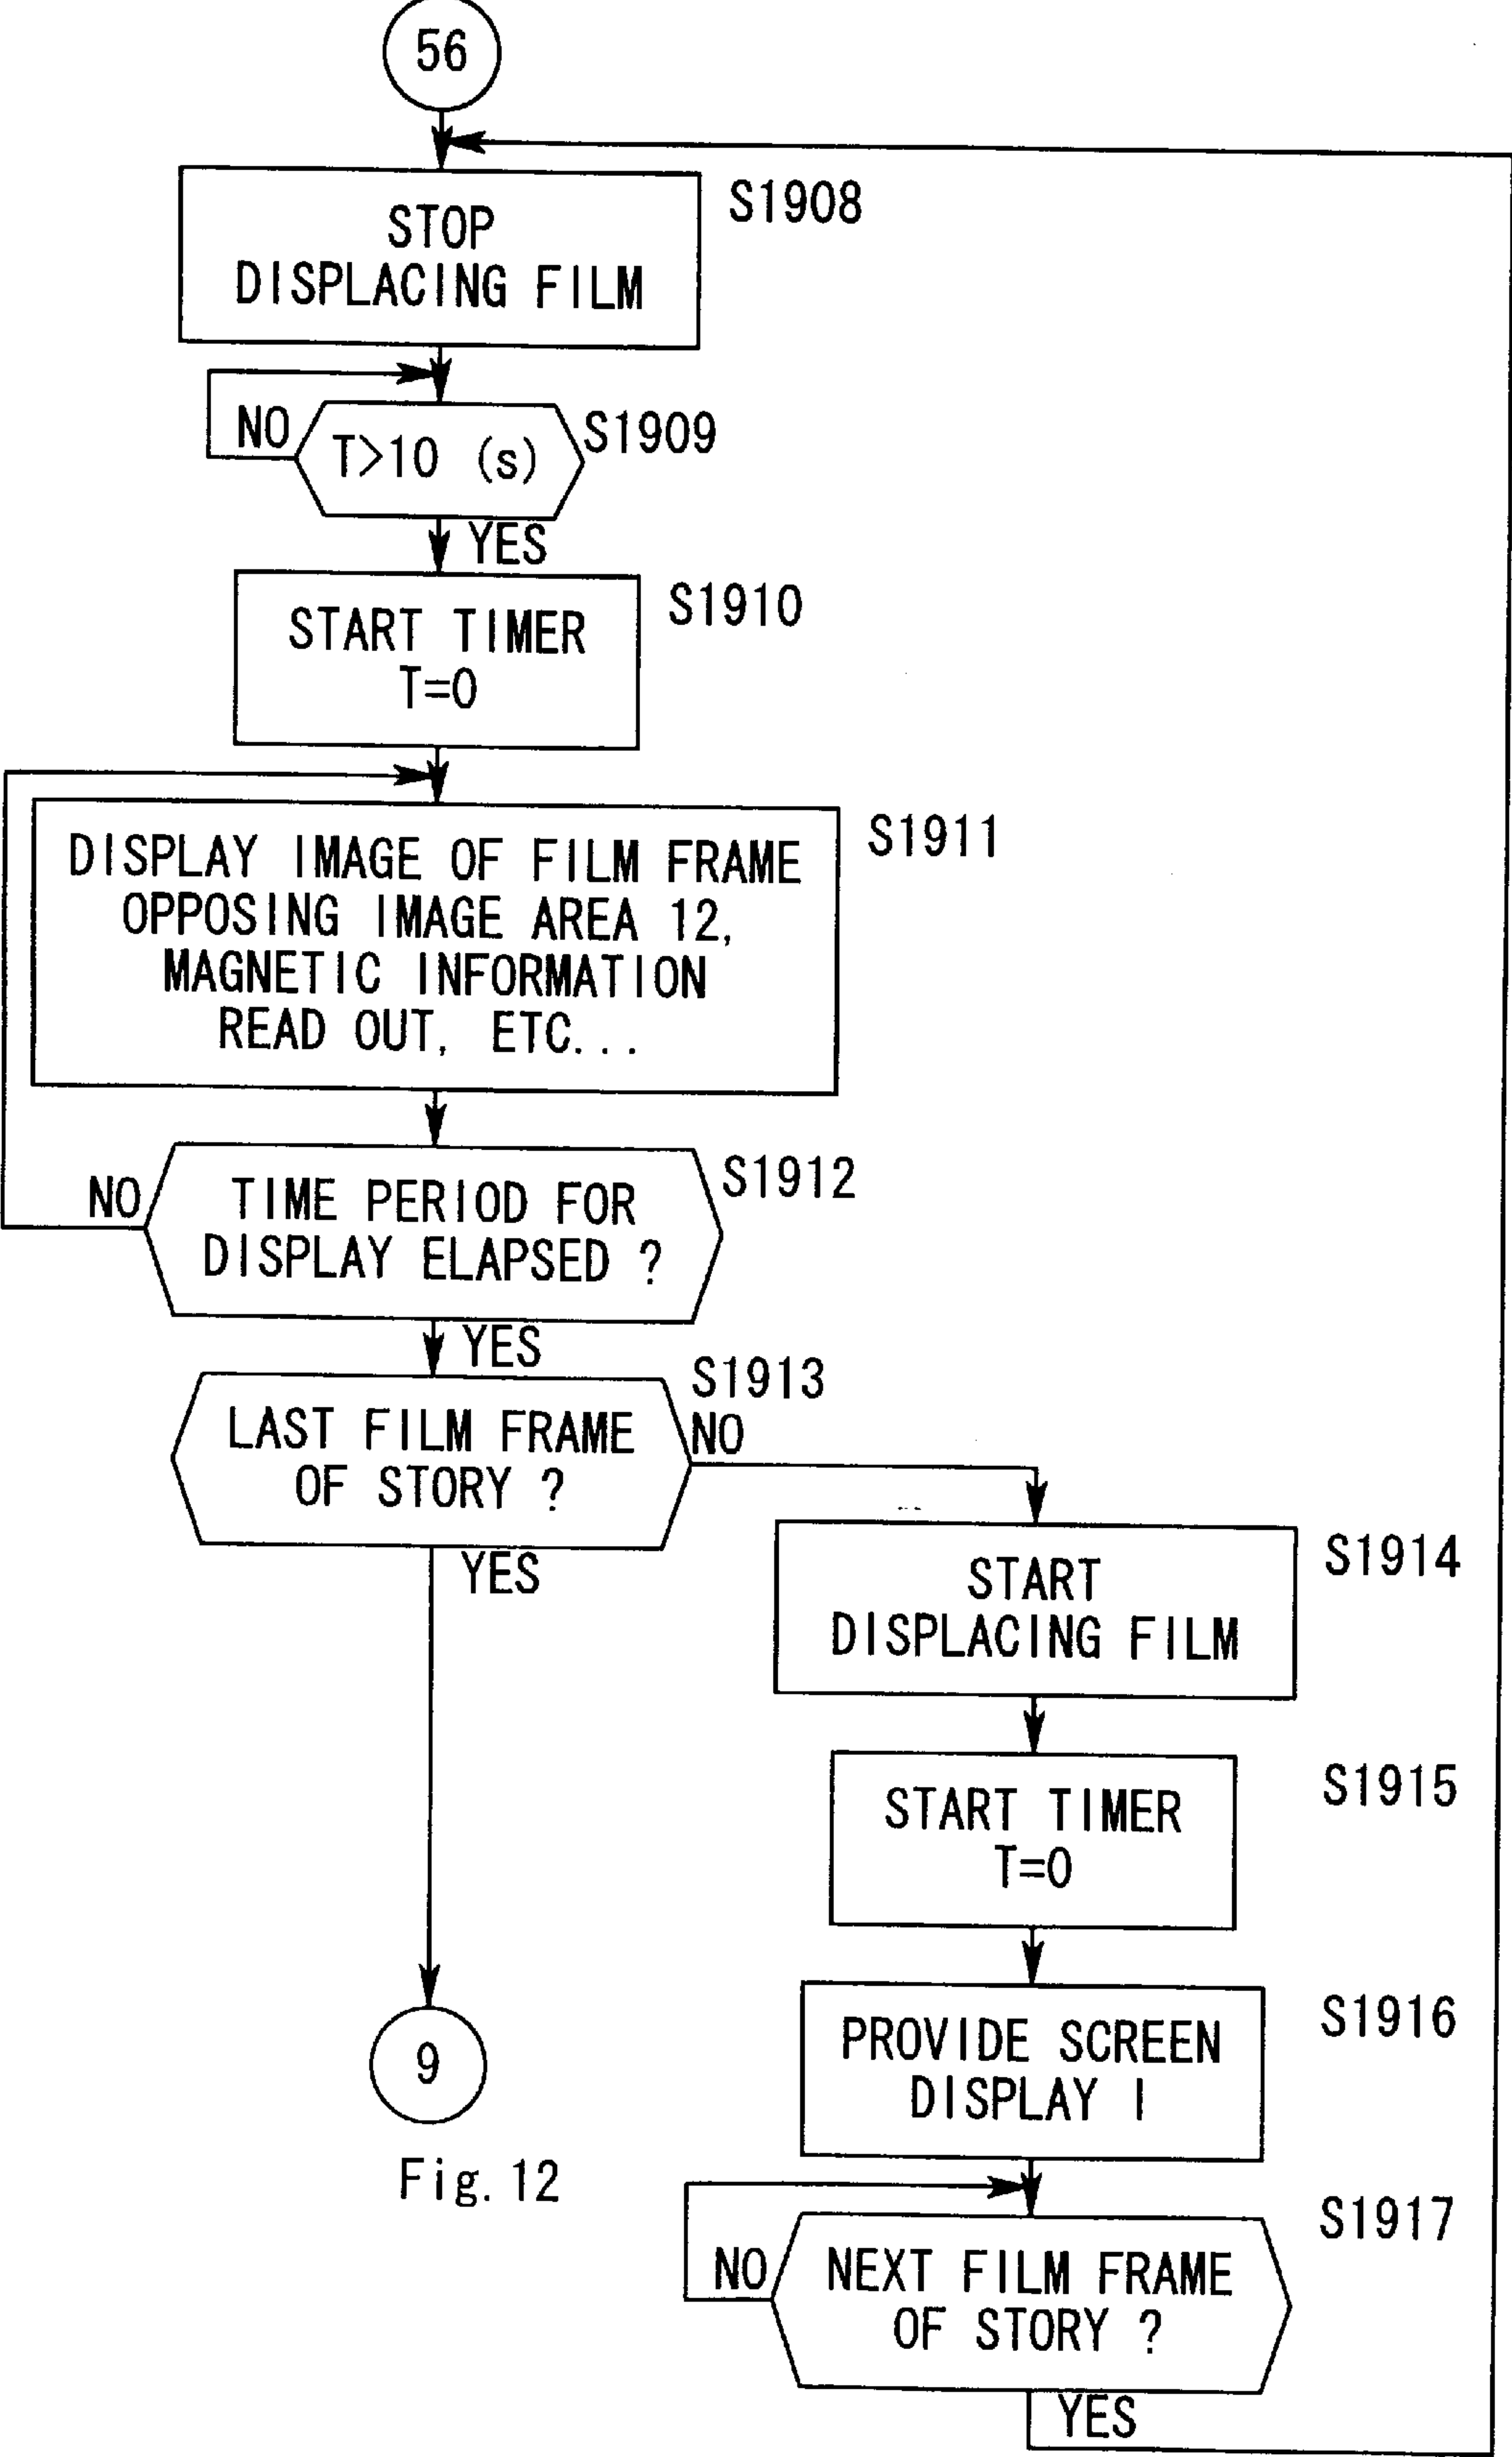 56
STOP
DISPLACING FILM
S1908
NO
T>10 (s)
S1909
YES
START TIMER
T=0
S1910
DISPLAY IMAGE OF FILM FRAME
OPPOSING IMAGE AREA 12,
MAGNETIC INFORMATION
READ OUT, ETC...
S1911
NO
TIME PERIOD FOR
DISPLAY ELAPSED ?
S1912
YES
LAST FILM FRAME
OF STORY ?
S1913
NO
YES
START
DISPLACING FILM
S1914
START TIMER
T=0
S1915
PROVIDE SCREEN
DISPLAY I
S1916
9
Fig. 12
NO
NEXT FILM FRAME
OF STORY ?
S1917
YES